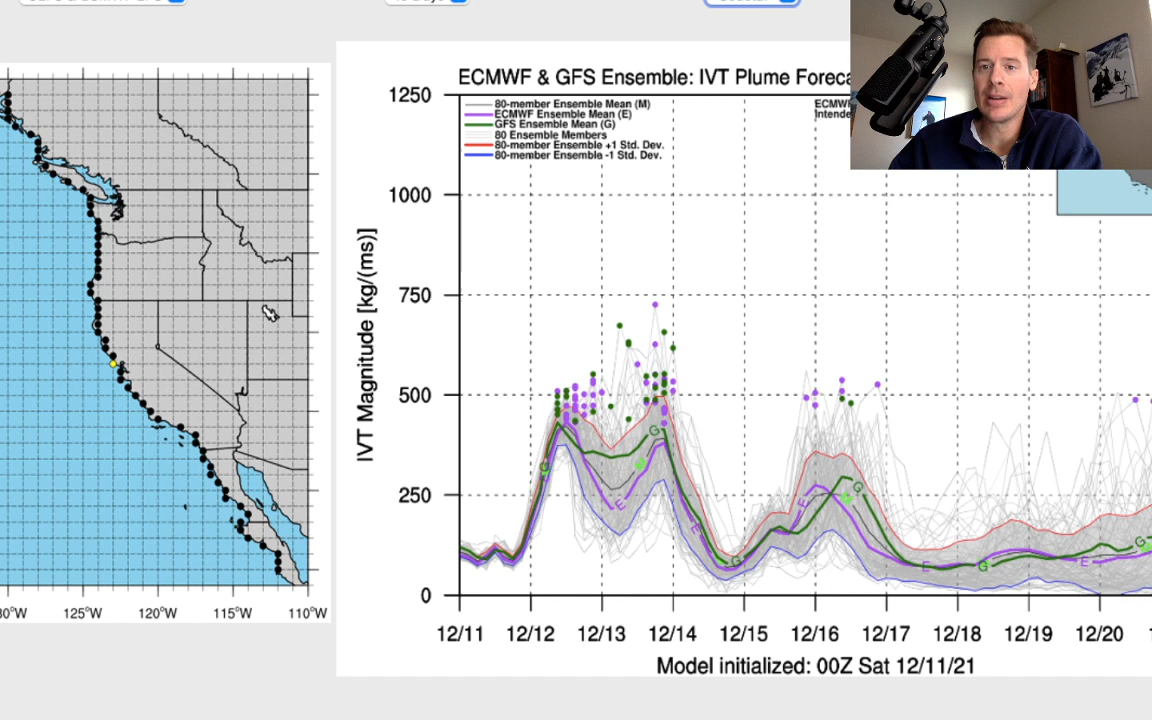 ECMWF & GFS Ensemble: IVT Plume Foreca
1250
1000
750
500
250
0
IVT Magnitude [kg/(ms)]
80-member Ensemble Mean (M)
ECMWF Ensemble Mean (E)
GFS Ensemble Mean (G)
80 Ensemble Members
80-member Ensemble +1 Std. Dev.
80-member Ensemble -1 Std. Dev.
ECMWF
Intende
G
G
E
E
E
G
E
G
G
E
G
E
G
12/11 12/12 12/13 12/14 12/15 12/16 12/17 12/18 12/19 12/20
Model initialized: 00Z Sat 12/11/21
30°W 125°W 120°W 115°W 110°W